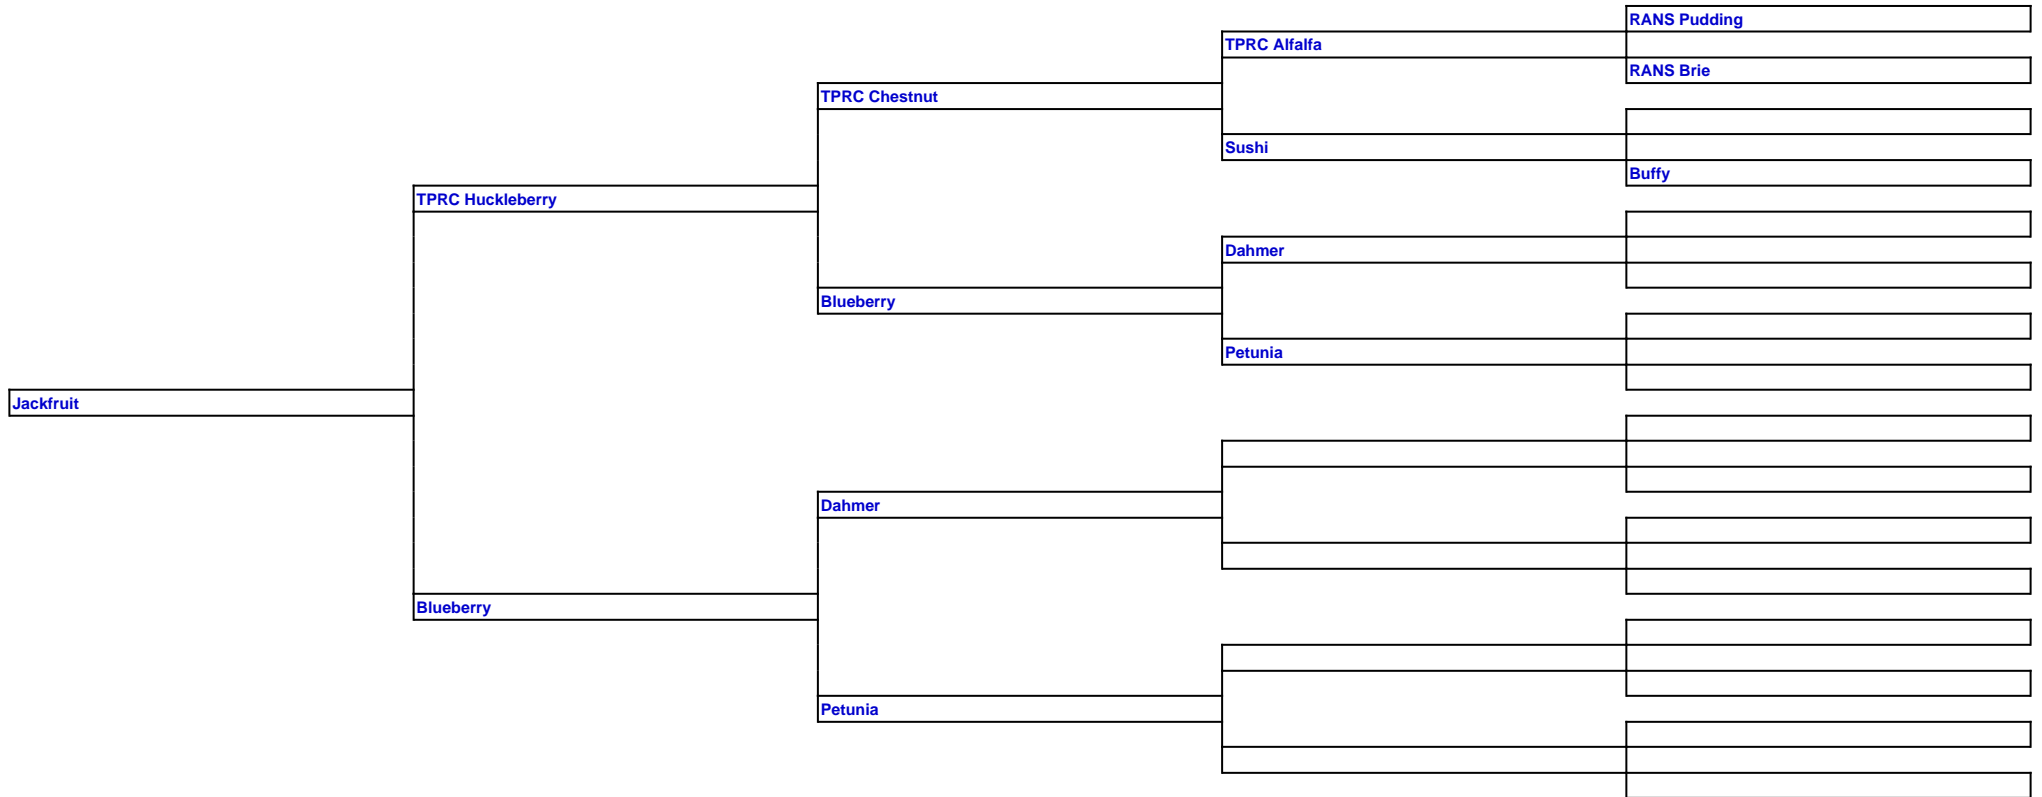 RANS Pudding
TPRC Alfalfa
RANS Brie
TPRC Chestnut
Sushi
Buffy
TPRC Huckleberry
Dahmer
Blueberry
Petunia
Jackfruit
Dahmer
Blueberry
Petunia